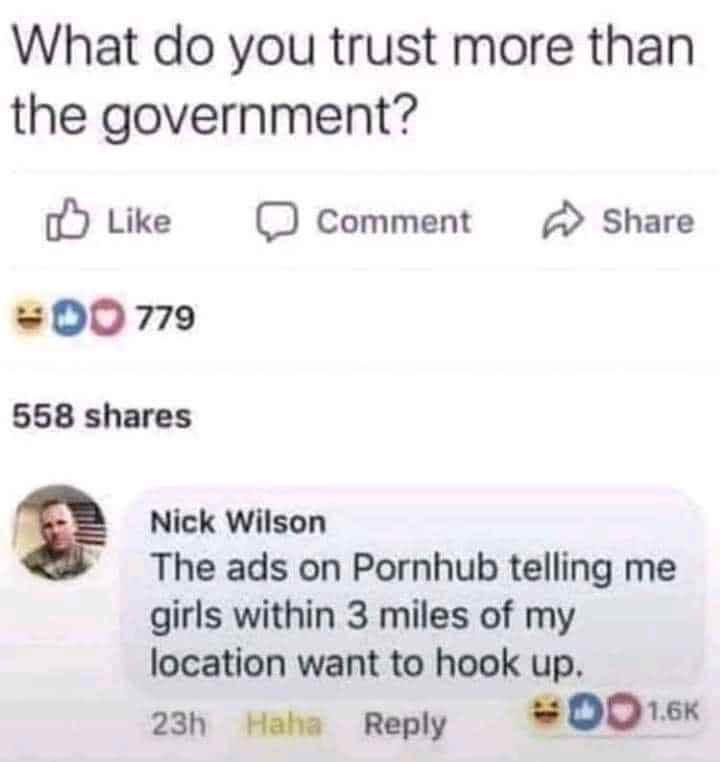 What do you trust more than
the government?
Like Comment Share
779
558 shares
Nick Wilson
The ads on Pornhub telling me
girls within 3 miles of my
location want to hook up.
23h Haha Reply 1.6K